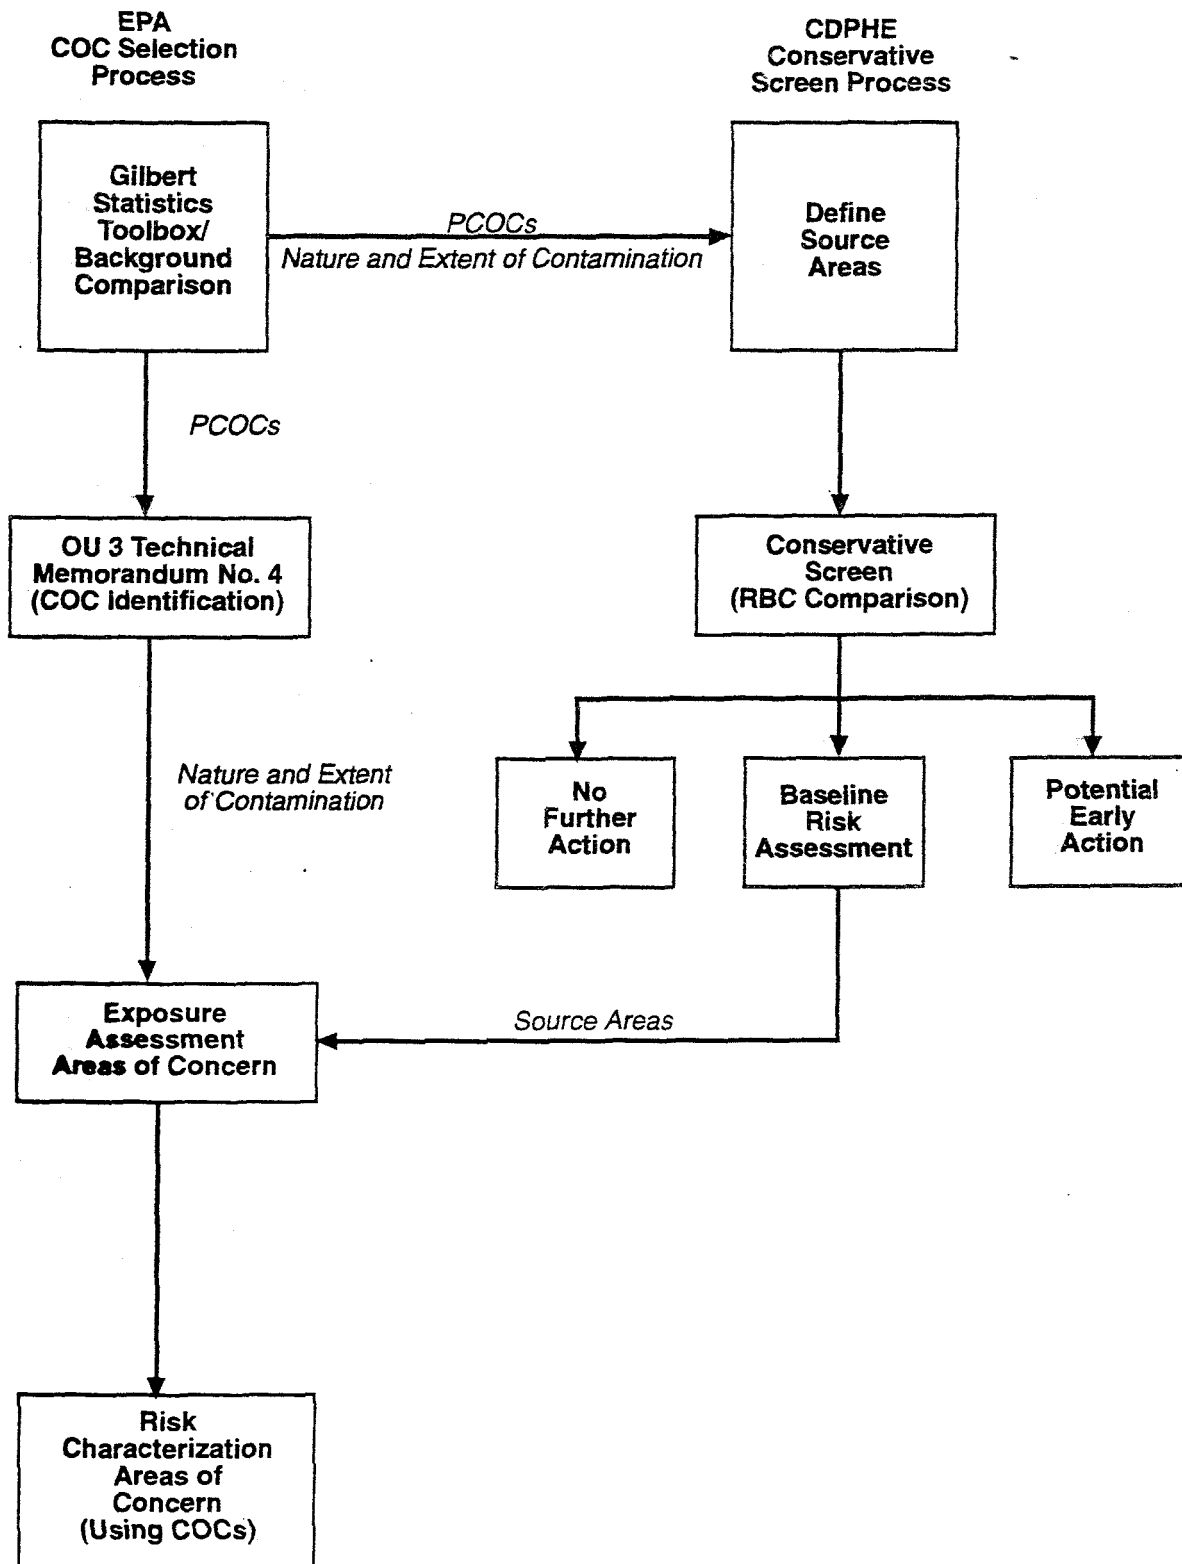 EPA
COC Selection
Process
CDPHE
Conservative
Screen Process
Gilbert
Statistics
Toolbox/
Background
Comparison
PCOCs
Nature and Extent of Contamination
Define
Source
Areas
PCOCs
OU 3 Technical
Memorandum No. 4
(COC Identification)
Conservative
Screen
(RBC Comparison)
Nature and Extent
of Contamination
No
Further
Action
Baseline
Risk
Assessment
Potential
Early
Action
Exposure
Assessment
Areas of Concern
Source Areas
Risk
Characterization
Areas of
Concern
(Using COCs)